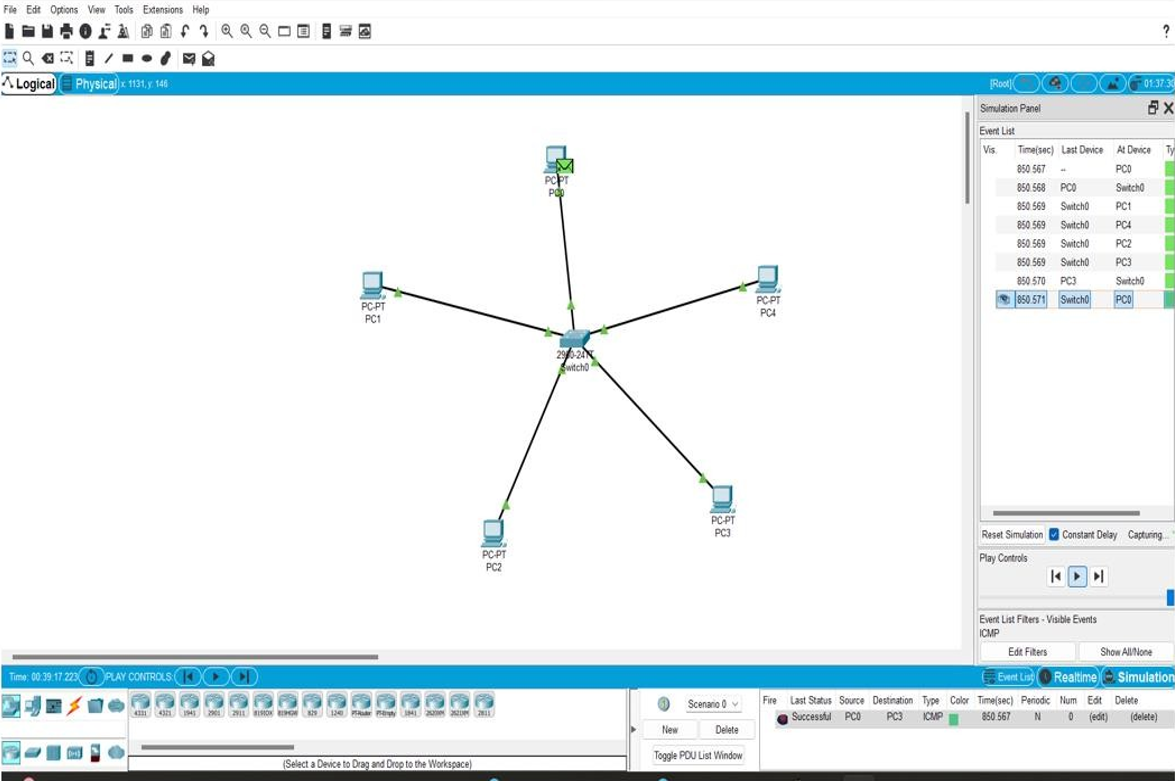 File Edit Options View Tools Extensions Help
?
Logical Physical x: 1131, y: 146 [Root] 01:37:30
Simulation Panel
Event List
Vis. Time(sec) Last Device At Device Ty
850.567 -- PC0
850.568 PC0 Switch0
850.569 Switch0 PC1
850.569 Switch0 PC4
850.569 Switch0 PC2
850.569 Switch0 PC3
850.570 PC3 Switch0
850.571 Switch0 PC0
PC-PT
PC0
PC-PT
PC1
PC-PT
PC4
2960-24TT
Switch0
PC-PT
PC3
PC-PT
PC2
Reset Simulation Constant Delay Capturing...
Play Controls
Event List Filters - Visible Events
ICMP
Edit Filters Show All/None
Time: 00:39:17.223 PLAY CONTROLS: Event List Realtime Simulation
4331 4321 1941 2901 2911 819IOX 819HGW 829 1240 PT-Router PT-Empty 1841 2620XM 2621XM 2811
(Select a Device to Drag and Drop to the Workspace)
Scenario 0
New Delete
Toggle PDU List Window
Fire Last Status Source Destination Type Color Time(sec) Periodic Num Edit Delete
Successful PC0 PC3 ICMP 850.567 N 0 (edit) (delete)